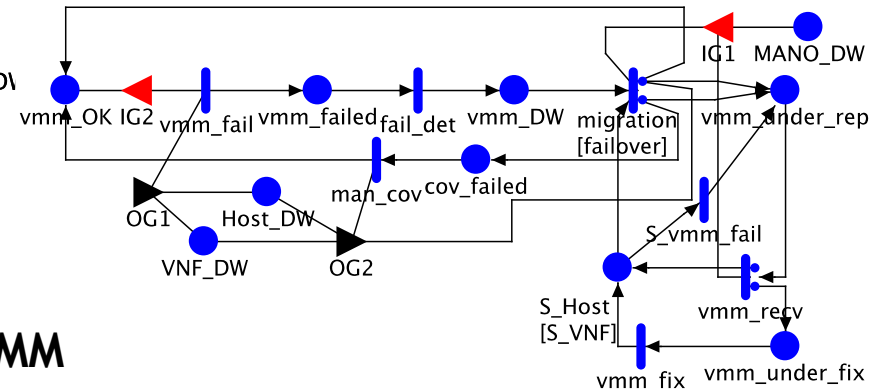 IG1 MANO_DW
vmm_OK IG2 vmm_fail vmm_failed fail_det vmm_DW migration vmm_under_rep
[failover]
man_cov cov_failed
OG1 Host_DW S_vmm_fail
VNF_DW OG2
S_Host vmm_recv
[S_VNF]
vmm_fix vmm_under_fix